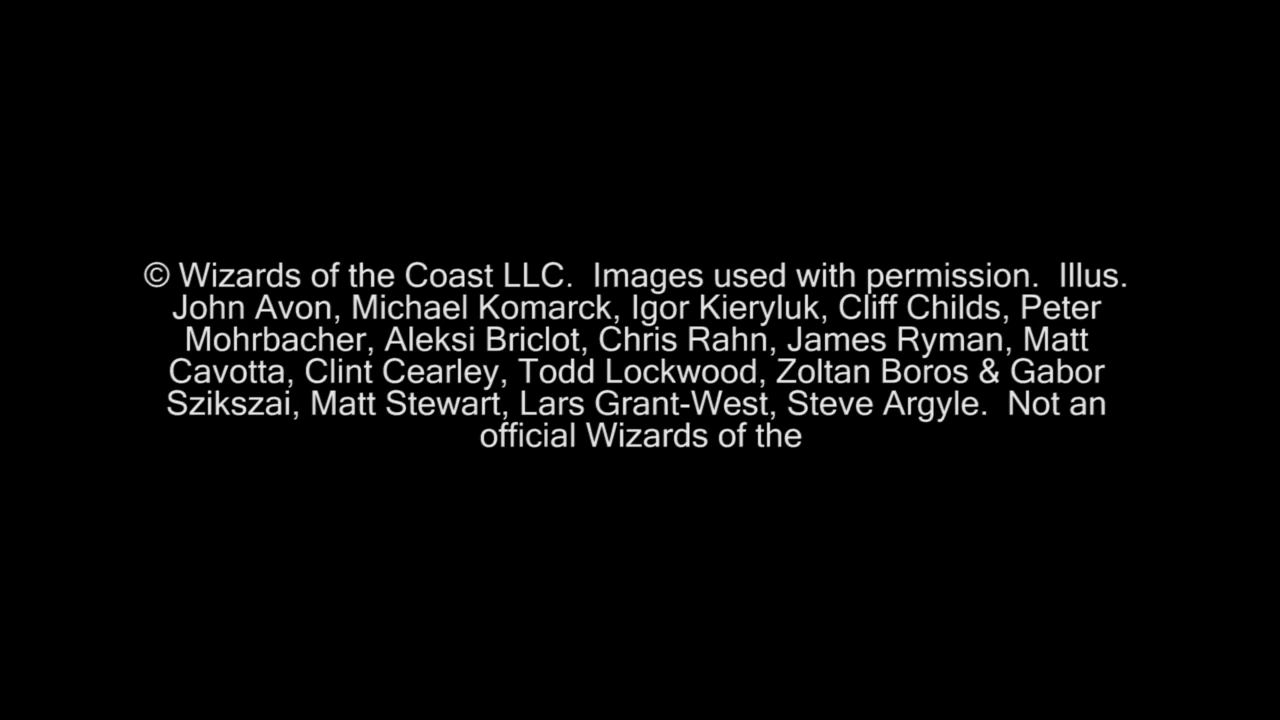 © Wizards of the Coast LLC.  Images used with permission.  Illus.
John Avon, Michael Komarck, Igor Kieryluk, Cliff Childs, Peter
Mohrbacher, Aleksi Briclot, Chris Rahn, James Ryman, Matt
Cavotta, Clint Cearley, Todd Lockwood, Zoltan Boros & Gabor
Szikszai, Matt Stewart, Lars Grant-West, Steve Argyle.  Not an
official Wizards of the